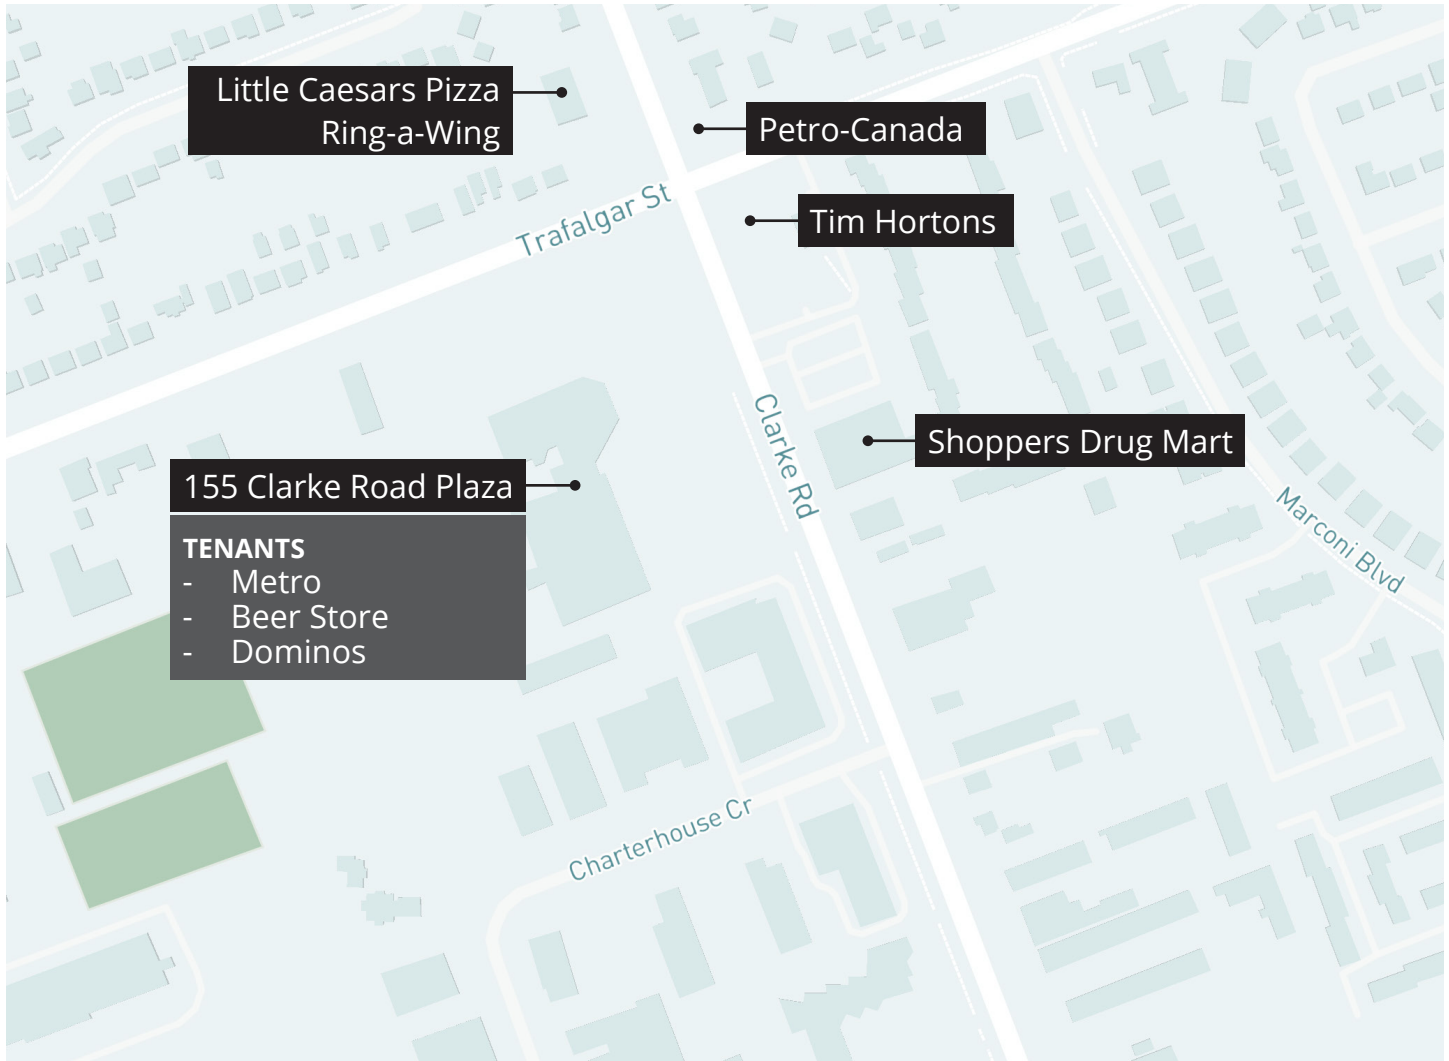 Little Caesars Pizza
Ring-a-Wing
Petro-Canada
Tim Hortons
Trafalgar St
Clarke Rd
Shoppers Drug Mart
155 Clarke Road Plaza
TENANTS
- Metro
- Beer Store
- Dominos
Marconi Blvd
Charterhouse Cr